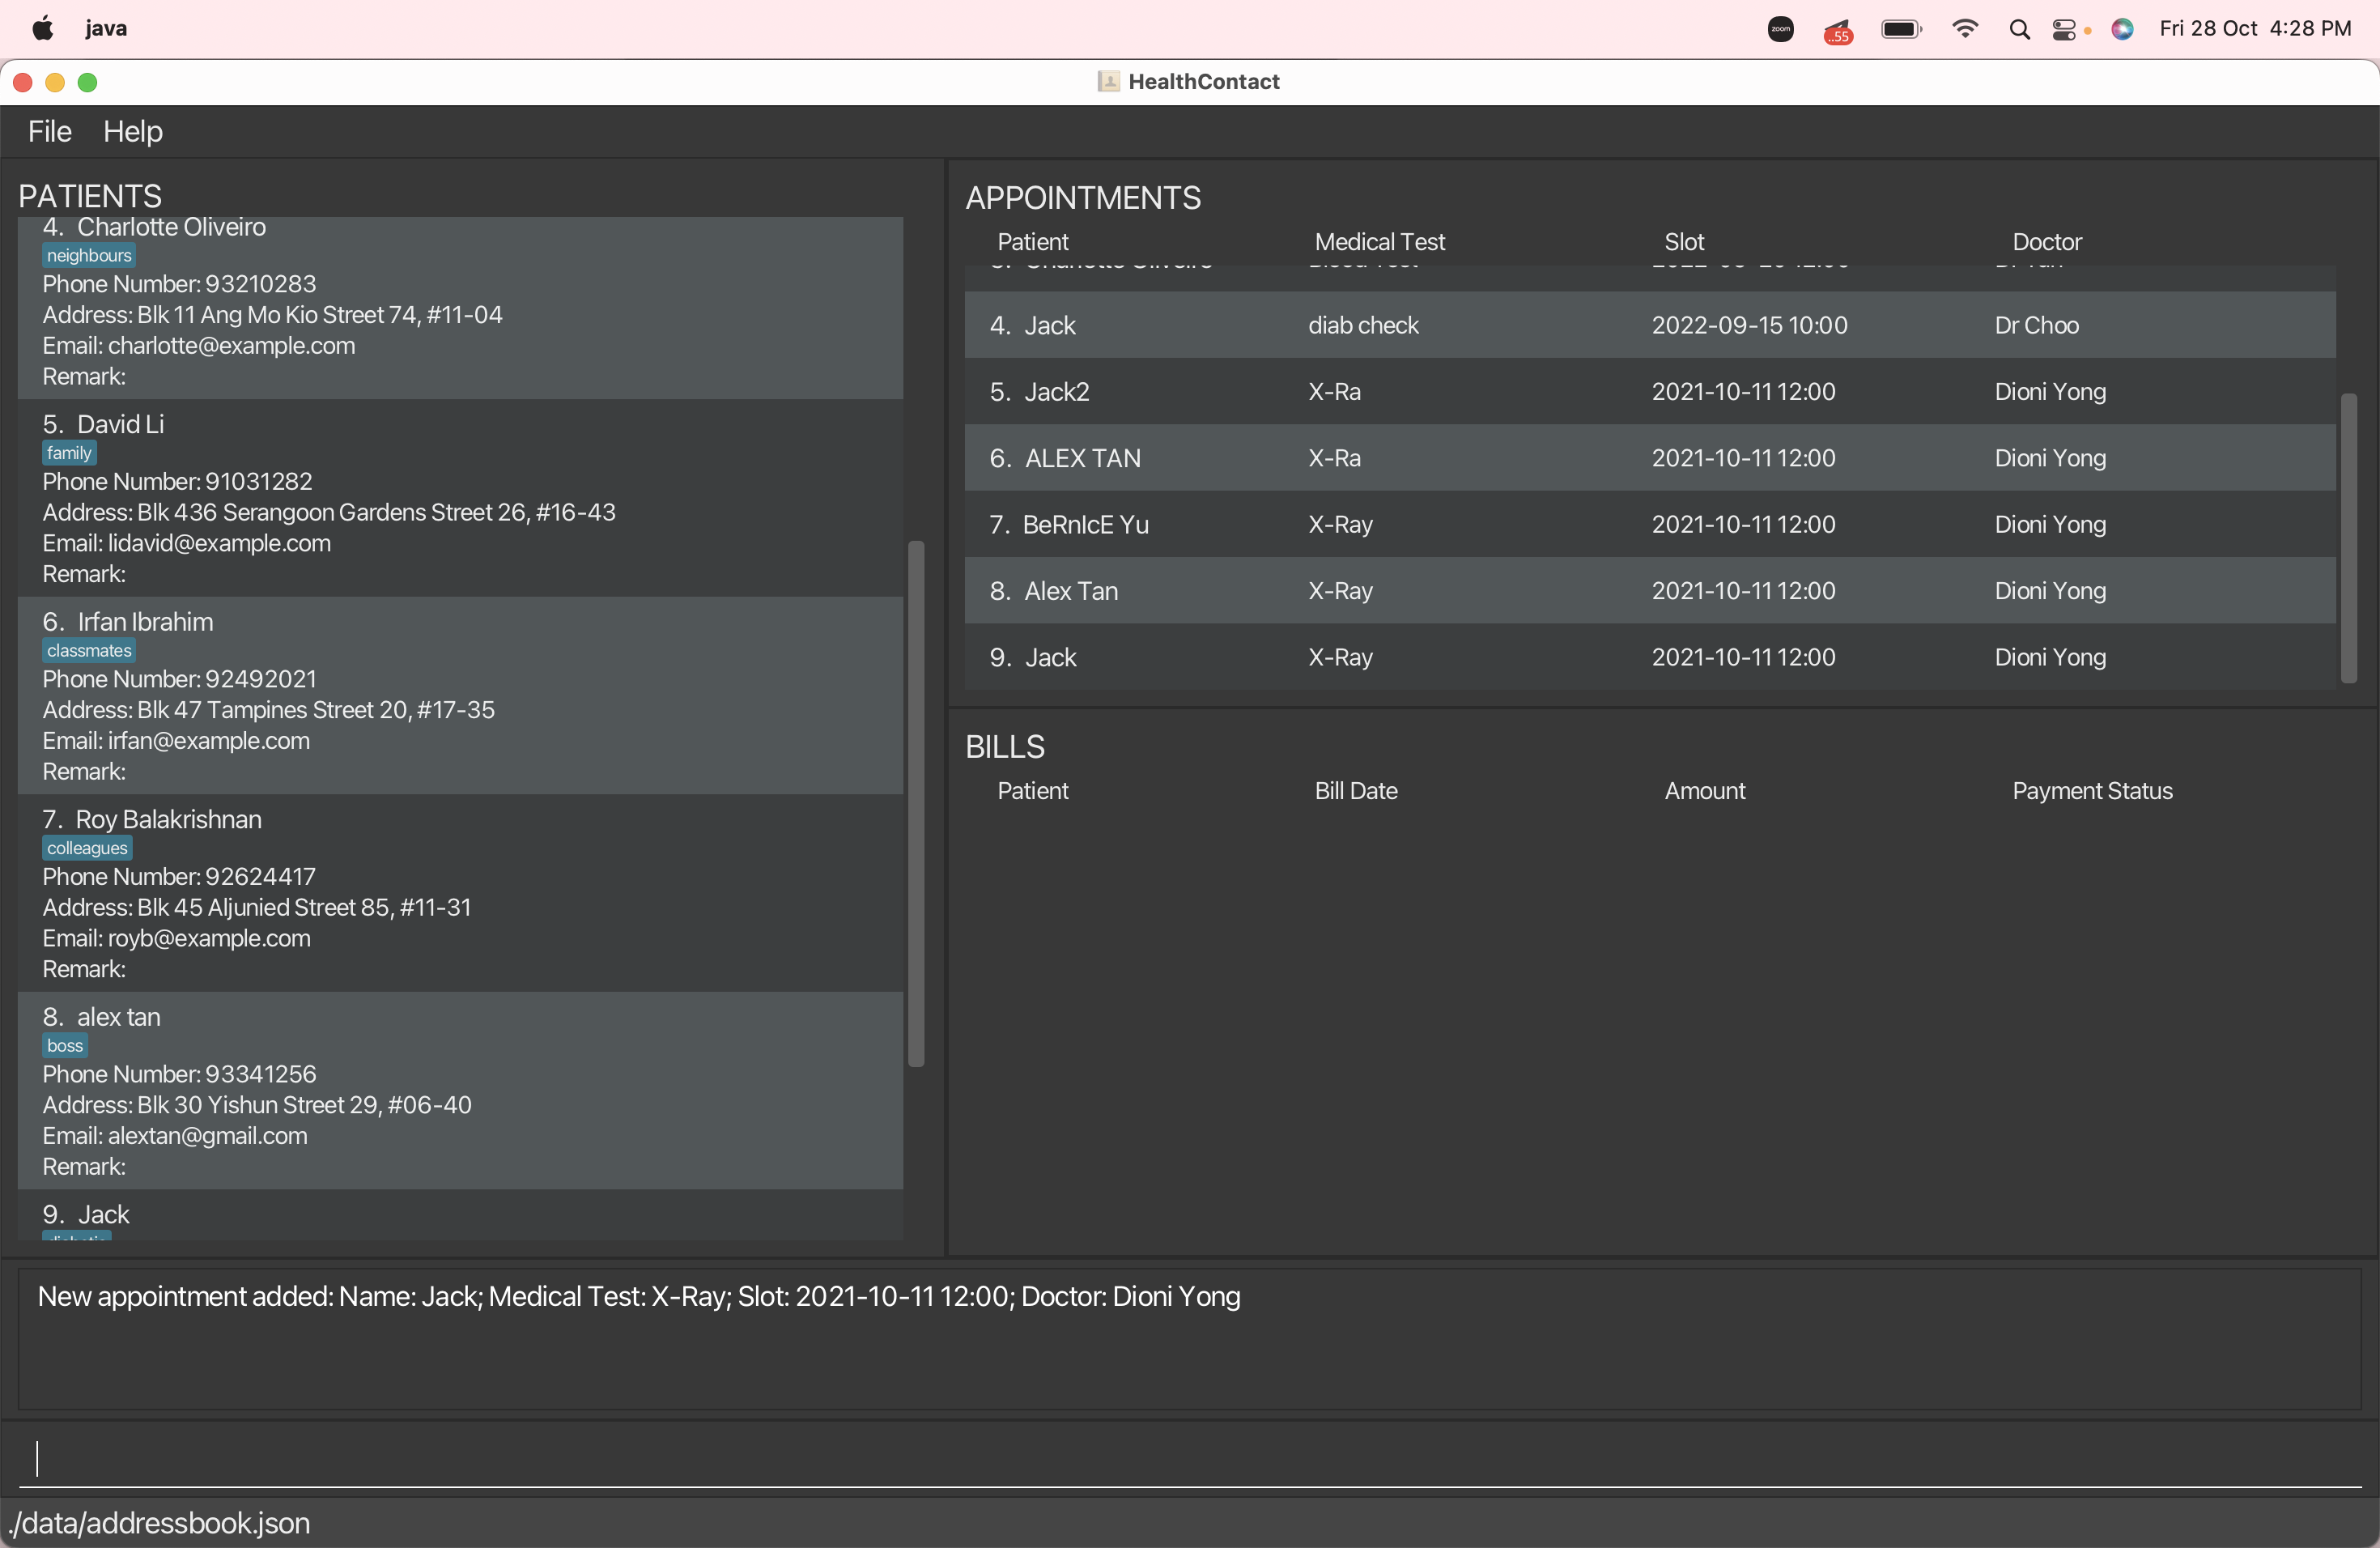 java
zoom
..55
Fri 28 Oct 4:28 PM
HealthContact
File Help
PATIENTS
4. Charlotte Oliveiro
neighbours
Phone Number: 93210283
Address: Blk 11 Ang Mo Kio Street 74, #11-04
Email: charlotte@example.com
Remark:
5. David Li
family
Phone Number: 91031282
Address: Blk 436 Serangoon Gardens Street 26, #16-43
Email: lidavid@example.com
Remark:
6. Irfan Ibrahim
classmates
Phone Number: 92492021
Address: Blk 47 Tampines Street 20, #17-35
Email: irfan@example.com
Remark:
7. Roy Balakrishnan
colleagues
Phone Number: 92624417
Address: Blk 45 Aljunied Street 85, #11-31
Email: royb@example.com
Remark:
8. alex tan
boss
Phone Number: 93341256
Address: Blk 30 Yishun Street 29, #06-40
Email: alextan@gmail.com
Remark:
9. Jack
APPOINTMENTS
Patient Medical Test Slot Doctor
4. Jack diab check 2022-09-15 10:00 Dr Choo
5. Jack2 X-Ra 2021-10-11 12:00 Dioni Yong
6. ALEX TAN X-Ra 2021-10-11 12:00 Dioni Yong
7. BeRnIcE Yu X-Ray 2021-10-11 12:00 Dioni Yong
8. Alex Tan X-Ray 2021-10-11 12:00 Dioni Yong
9. Jack X-Ray 2021-10-11 12:00 Dioni Yong
BILLS
Patient Bill Date Amount Payment Status
New appointment added: Name: Jack; Medical Test: X-Ray; Slot: 2021-10-11 12:00; Doctor: Dioni Yong
./data/addressbook.json